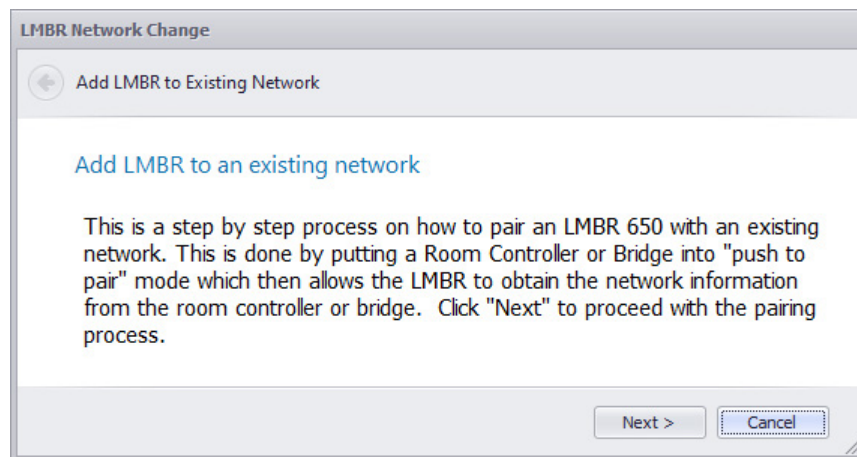 LMBR Network Change
Add LMBR to Existing Network
Add LMBR to an existing network
This is a step by step process on how to pair an LMBR 650 with an existing
network. This is done by putting a Room Controller or Bridge into "push to
pair" mode which then allows the LMBR to obtain the network information
from the room controller or bridge.  Click "Next" to proceed with the pairing
process.
Next >
Cancel